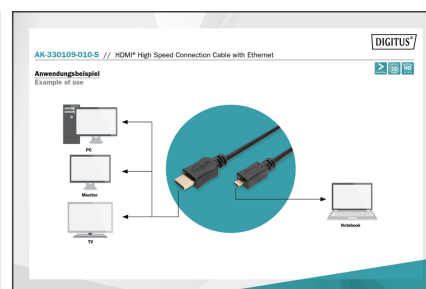 DIGITUS®
AK-330109-010-S // HDMI® High Speed Connection Cable with Ethernet
Anwendungsbeispiel
Example of use
3D
HD
PC
Monitor
TV
Notebook